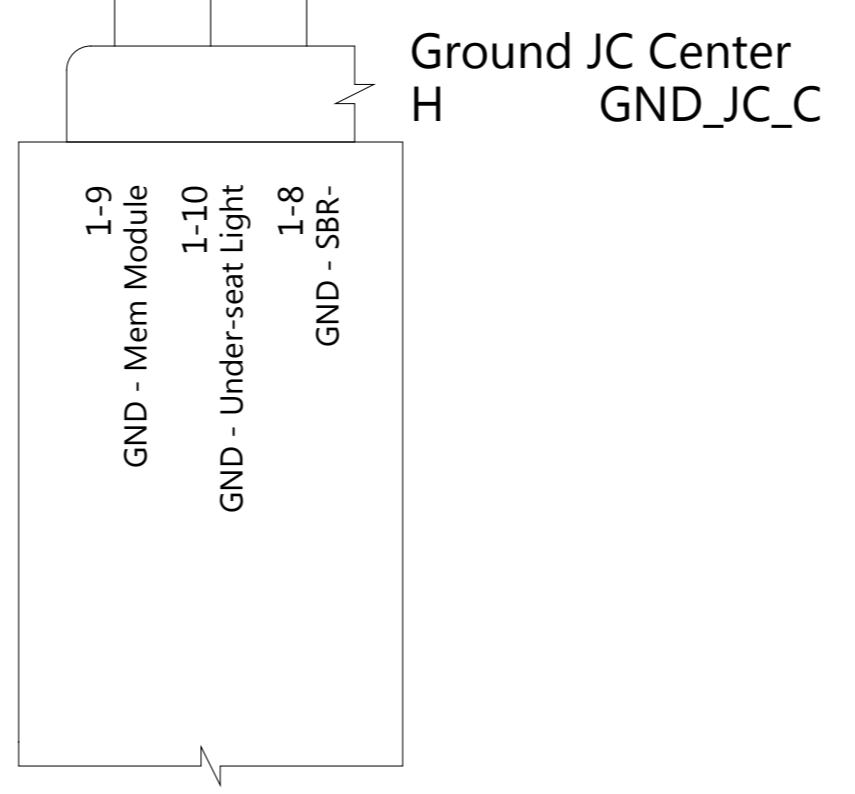 Ground JC Center
H GND_JC_C
1-9
GND - Mem Module
1-10
GND - Under-seat Light
1-8
GND - SBR-